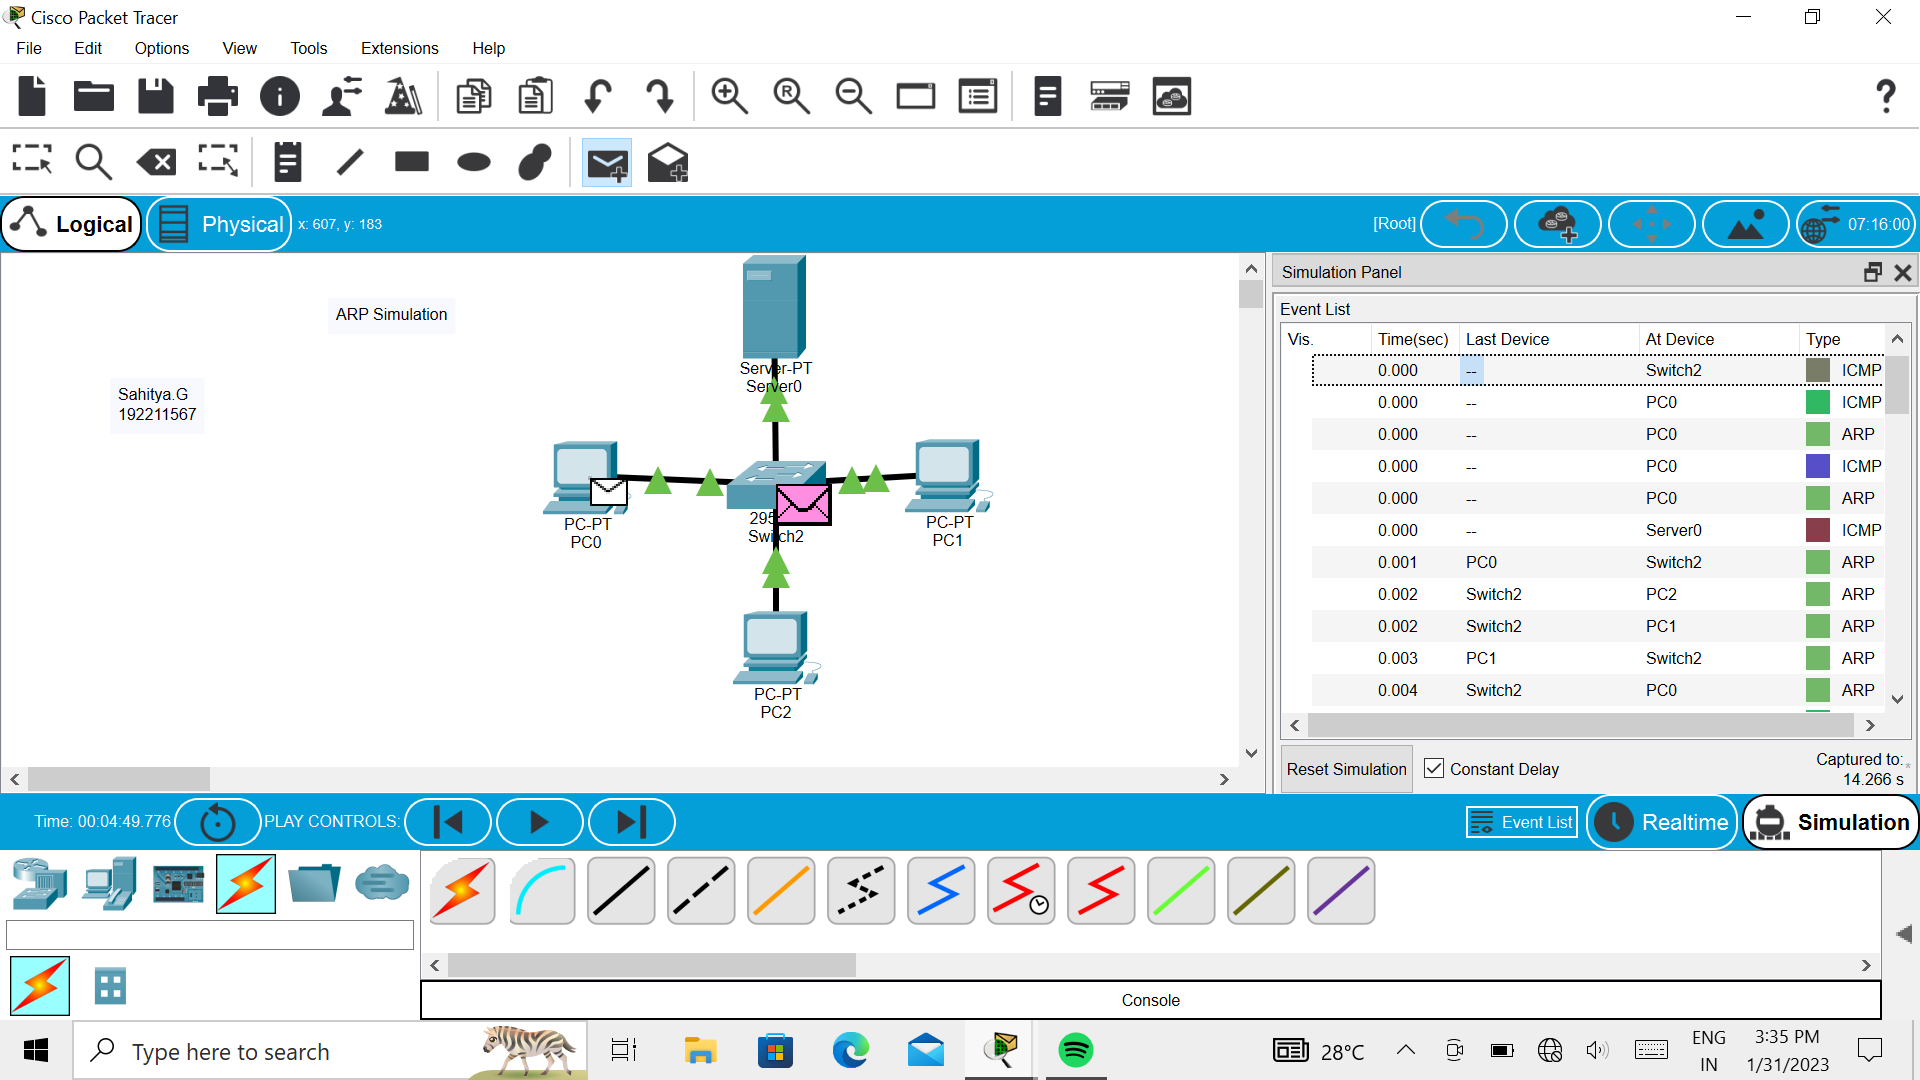 Cisco Packet Tracer
File Edit Options View Tools Extensions Help
Logical Physical x: 607, y: 183 [Root] 07:16:00
ARP Simulation
Sahitya.G
192211567
Server-PT
Server0
PC-PT
PC0
295
Switch2
PC-PT
PC1
PC-PT
PC2
Simulation Panel
Event List
Vis. Time(sec) Last Device At Device Type
0.000 -- Switch2 ICMP
0.000 -- PC0 ICMP
0.000 -- PC0 ARP
0.000 -- PC0 ICMP
0.000 -- PC0 ARP
0.000 -- Server0 ICMP
0.001 PC0 Switch2 ARP
0.002 Switch2 PC2 ARP
0.002 Switch2 PC1 ARP
0.003 PC1 Switch2 ARP
0.004 Switch2 PC0 ARP
Reset Simulation Constant Delay
Captured to:*
14.266 s
Time: 00:04:49.776 PLAY CONTROLS: Event List Realtime Simulation
Console
Type here to search
28°C
ENG
IN
3:35 PM
1/31/2023